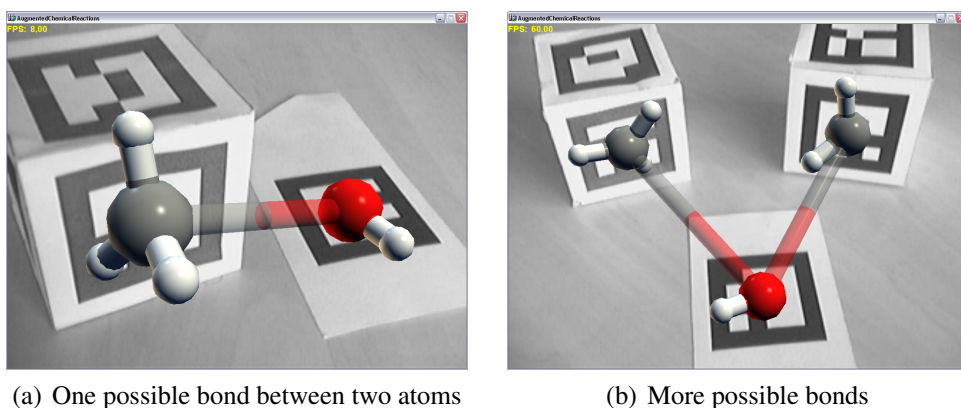 AugmentedChemicalReactions
FPS: 8,00
AugmentedChemicalReactions
FPS: 60,00
(a) One possible bond between two atoms
(b) More possible bonds